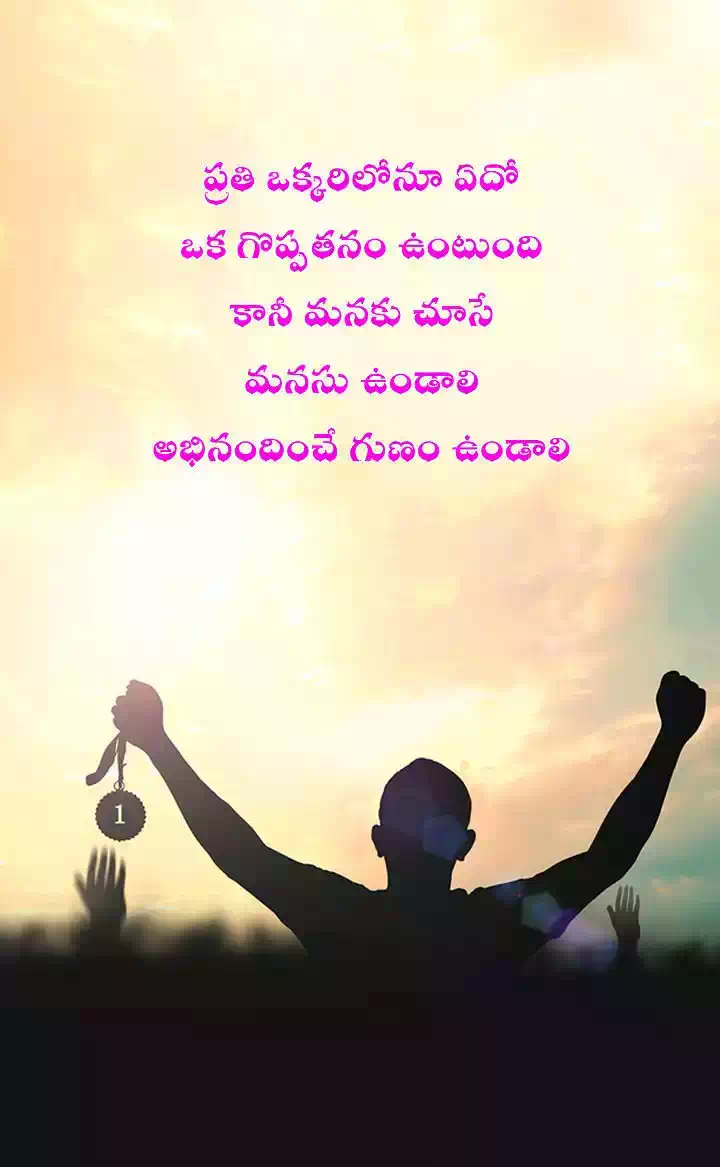 ప్రతి ఒక్కరిలోనూ ఏదో
ఒక గొప్పతనం ఉంటుంది
కానీ మనకు చూసే
మనసు ఉండాలి
అభినందించే గుణం ఉండాలి
1